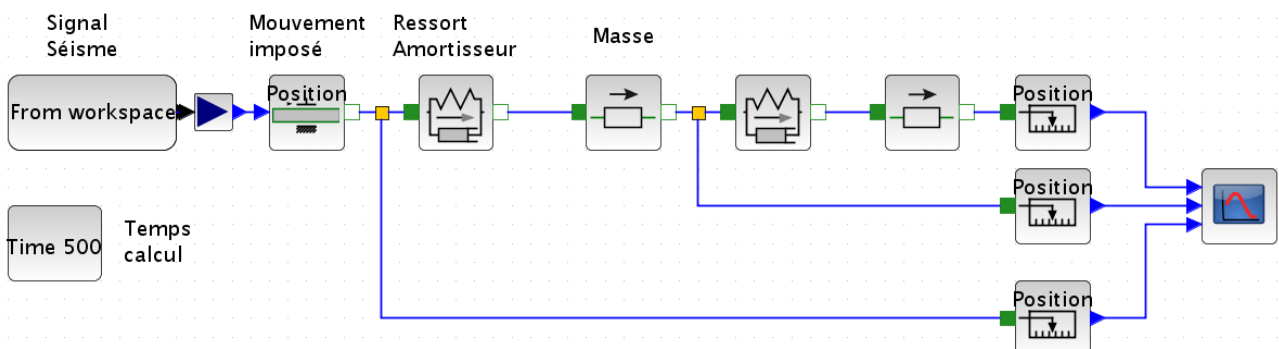 Signal
Séisme
Mouvement
imposé
Ressort
Amortisseur
Masse
From workspace
Position
Position
Position
Time 500
Temps
calcul
Position